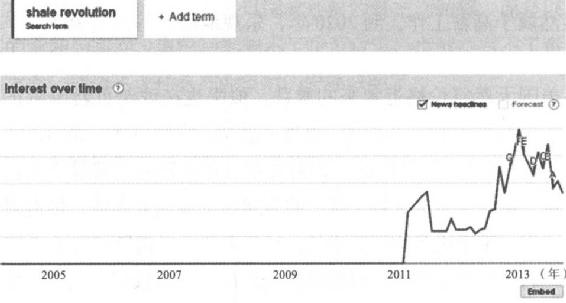 shale revolution
Search term
+ Add term
Interest over time ?
News headlines
Forecast ?
G
F
E
D
A
2005
2007
2009
2011
2013 (年)
Embed